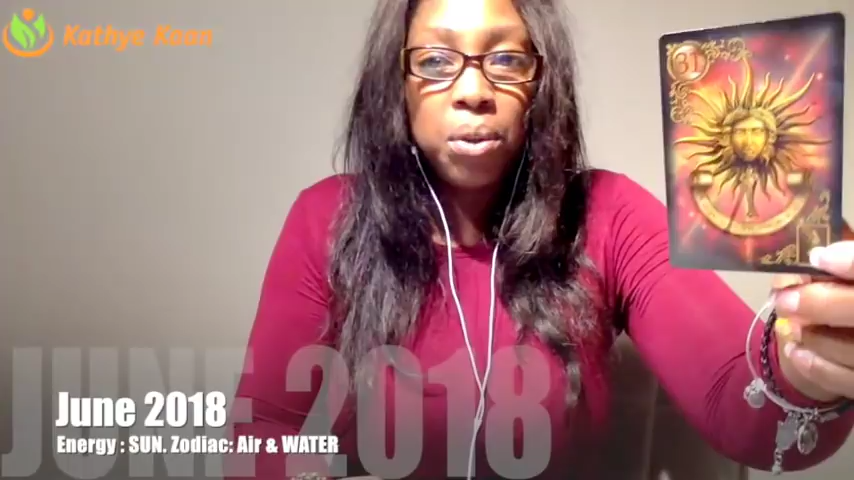 Kathye Koan
31
JUNE 2018
June 2018
Energy : SUN. Zodiac: Air & WATER